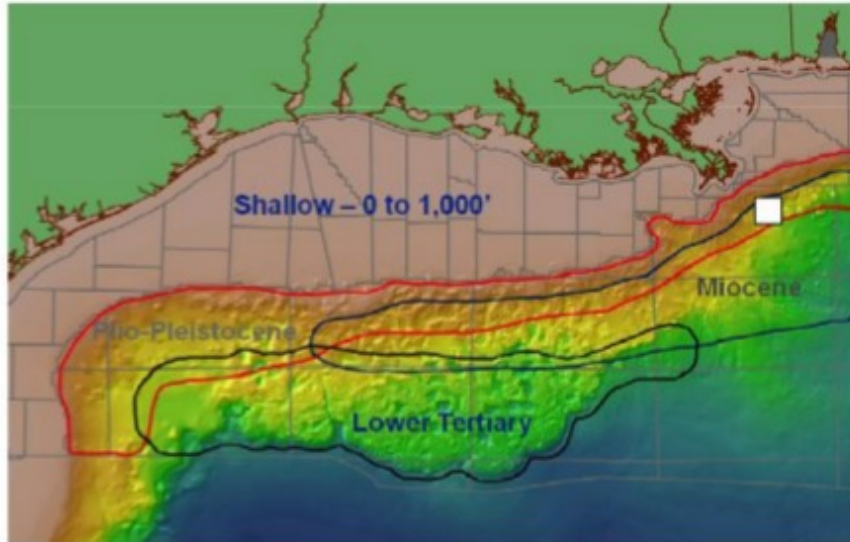 Shallow – 0 to 1,000'
Miocene
Plio-Pleistocene
Lower Tertiary